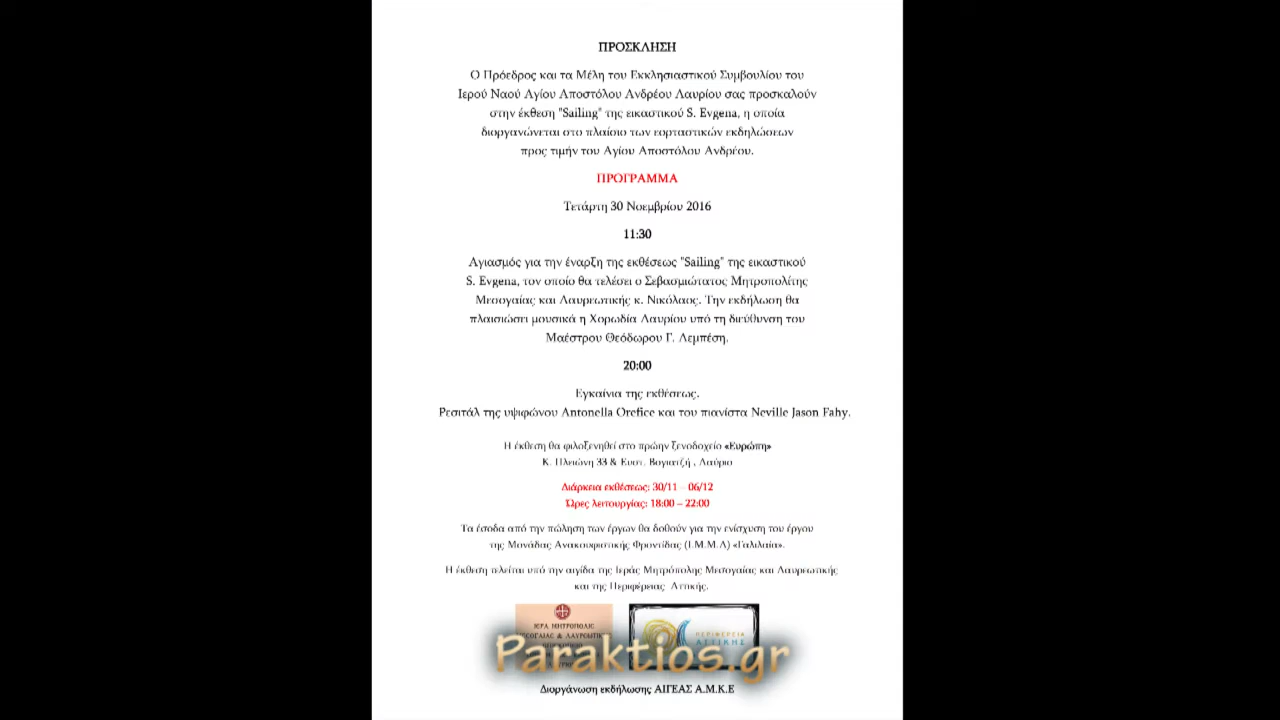 ΠΡΟΣΚΛΗΣΗ
Ο Πρόεδρος και τα Μέλη του Εκκλησιαστικού Συμβουλίου του
Ιερού Ναού Αγίου Αποστόλου Ανδρέου Λαυρίου σας προσκαλούν
στην έκθεση "Sailing" της εικαστικού S. Evgena, η οποία
διοργανώνεται στο πλαίσιο των εορταστικών εκδηλώσεων
προς τιμήν του Αγίου Αποστόλου Ανδρέου.
ΠΡΟΓΡΑΜΜΑ
Τετάρτη 30 Νοεμβρίου 2016
11:30
Αγιασμός για την έναρξη της εκθέσεως "Sailing" της εικαστικού
S. Evgena, τον οποίο θα τελέσει ο Σεβασμιώτατος Μητροπολίτης
Μεσογαίας και Λαυρεωτικής κ. Νικόλαος. Την εκδήλωση θα
πλαισιώσει μουσικά η Χορωδία Λαυρίου υπό τη διεύθυνση του
Μαέστρου Θεόδωρου Γ. Λεμπέση.
20:00
Εγκαίνια της εκθέσεως.
Ρεσιτάλ της υψιφώνου Antonella Orefice και του πιανίστα Neville Jason Fahy.
Η έκθεση θα φιλοξενηθεί στο πρώην ξενοδοχείο «Ευρώπη»
Κ. Πλειώνη 33 & Ευστ. Βογιατζή , Λαύριο
Διάρκεια εκθέσεως: 30/11 – 06/12
Ώρες λειτουργίας: 18:00 – 22:00
Τα έσοδα από την πώληση των έργων θα δοθούν για την ενίσχυση του έργου
της Μονάδας Ανακουφιστικής Φροντίδας (Ι.Μ.Μ.Λ) «Γαλιλαία».
Η έκθεση τελείται υπό την αιγίδα της Ιεράς Μητρόπολης Μεσογαίας και Λαυρεωτικής
και της Περιφέρειας Αττικής.
ΙΕΡΑ ΜΗΤΡΟΠΟΛΙΣ
ΜΕΣΟΓΑΙΑΣ & ΛΑΥΡΕΩΤΙΚΗΣ
ΠΕΡΙΦΕΡΕΙΑ
ΑΤΤΙΚΗΣ
Paraktios.gr
Διοργάνωση εκδήλωσης ΑΙΓΕΑΣ Α.Μ.Κ.Ε